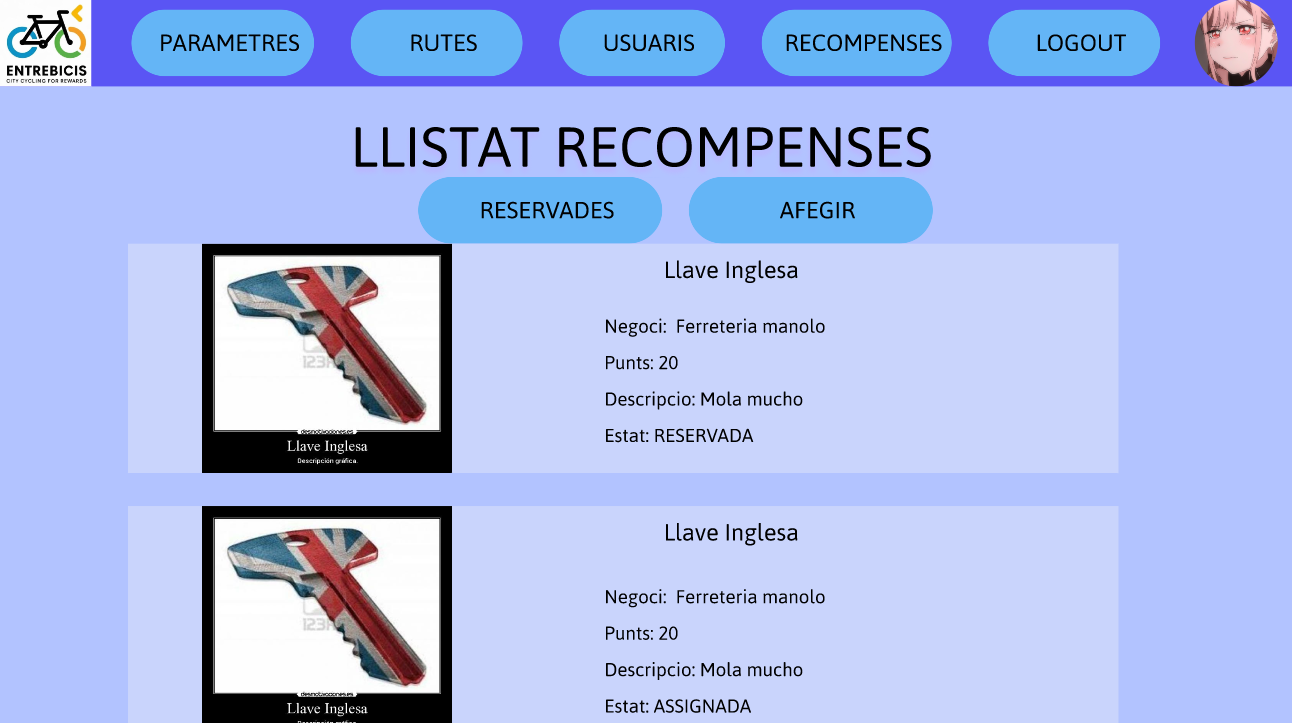 ENTREBICIS
CITY CYCLING FOR REWARDS
PARAMETRES
RUTES
USUARIS
RECOMPENSES
LOGOUT
LLISTAT RECOMPENSES
RESERVADES
AFEGIR
123RF
desmotivaciones.es
Llave Inglesa
Descripción gráfica.
Llave Inglesa
Negoci: Ferreteria manolo
Punts: 20
Descripcio: Mola mucho
Estat: RESERVADA
desmotivaciones.es
Llave Inglesa
Descripción gráfica.
Llave Inglesa
Negoci: Ferreteria manolo
Punts: 20
Descripcio: Mola mucho
Estat: ASSIGNADA